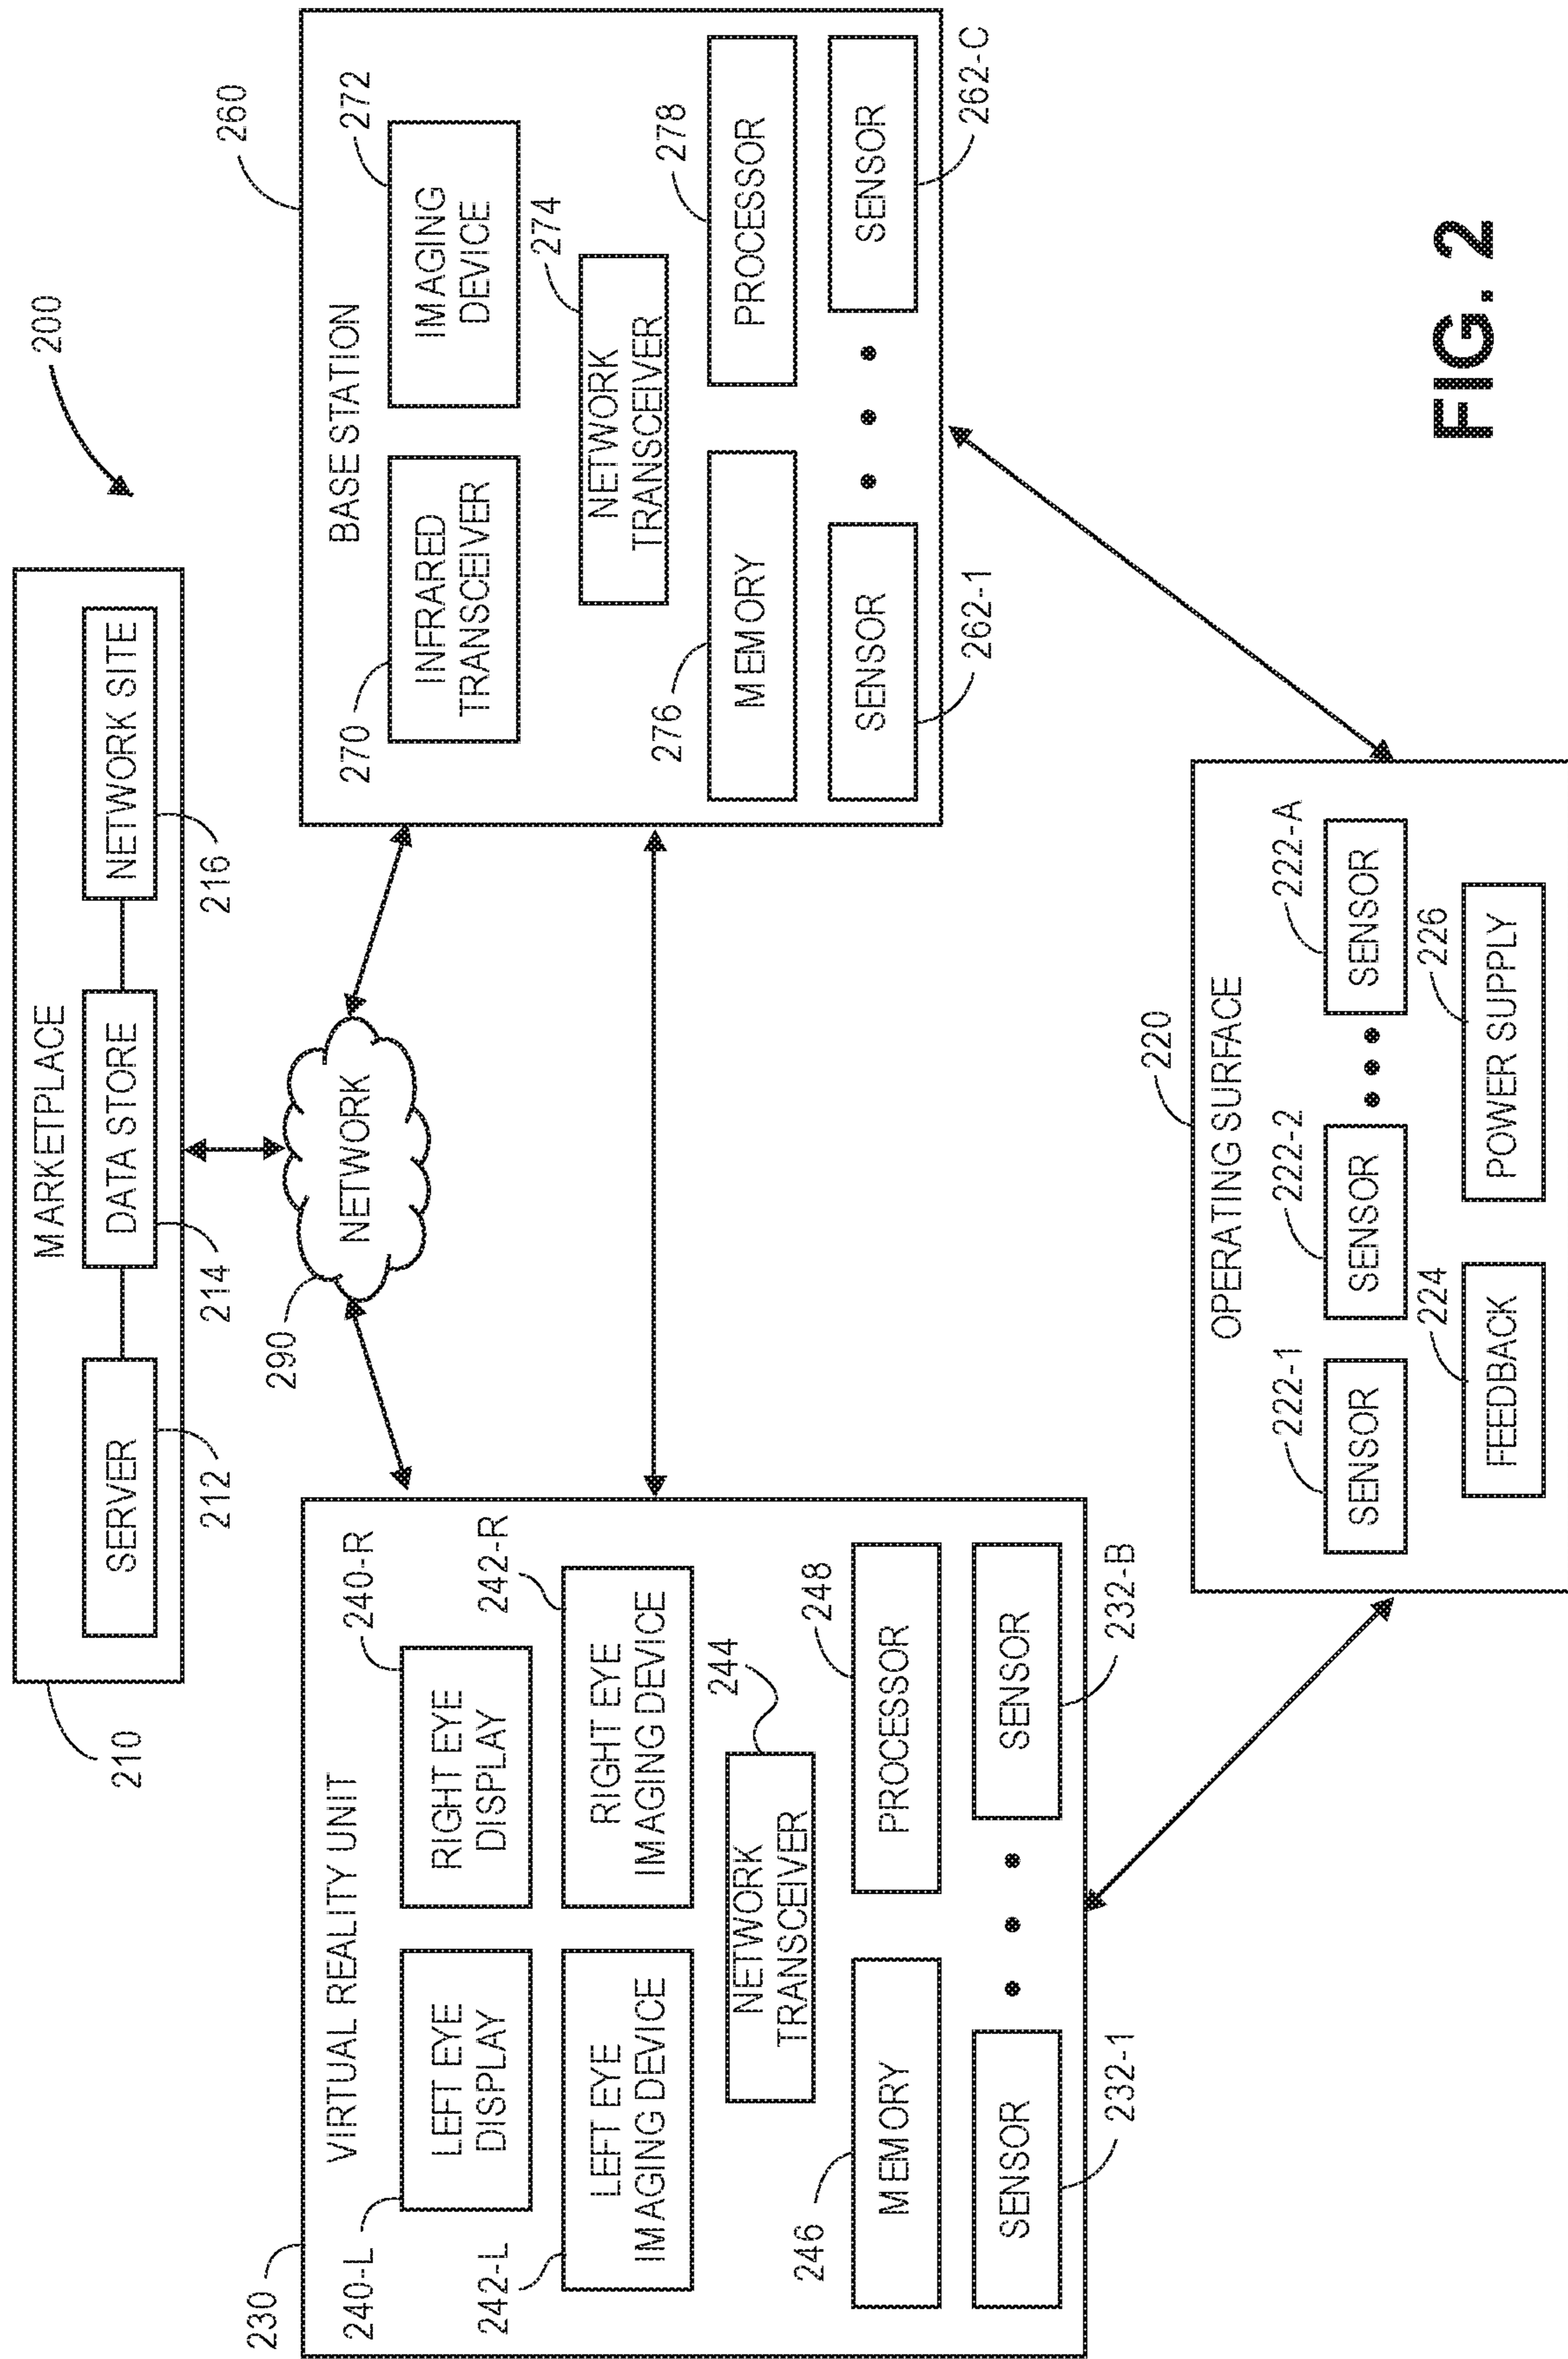 200
210
MARKETPLACE
SERVER
DATA STORE
NETWORK SITE
212
214
216
290
NETWORK
230
VIRTUAL REALITY UNIT
240-L
LEFT EYE
DISPLAY
RIGHT EYE
DISPLAY
240-R
242-L
LEFT EYE
IMAGING DEVICE
RIGHT EYE
IMAGING DEVICE
242-R
NETWORK
TRANSCEIVER
244
246
MEMORY
PROCESSOR
248
SENSOR
SENSOR
232-1
232-B
260
BASE STATION
270
INFRARED
TRANSCEIVER
IMAGING
DEVICE
272
NETWORK
TRANSCEIVER
274
276
MEMORY
PROCESSOR
278
SENSOR
SENSOR
262-1
262-C
220
OPERATING SURFACE
222-1
222-2
222-A
SENSOR
SENSOR
SENSOR
224
226
FEEDBACK
POWER SUPPLY
FIG. 2